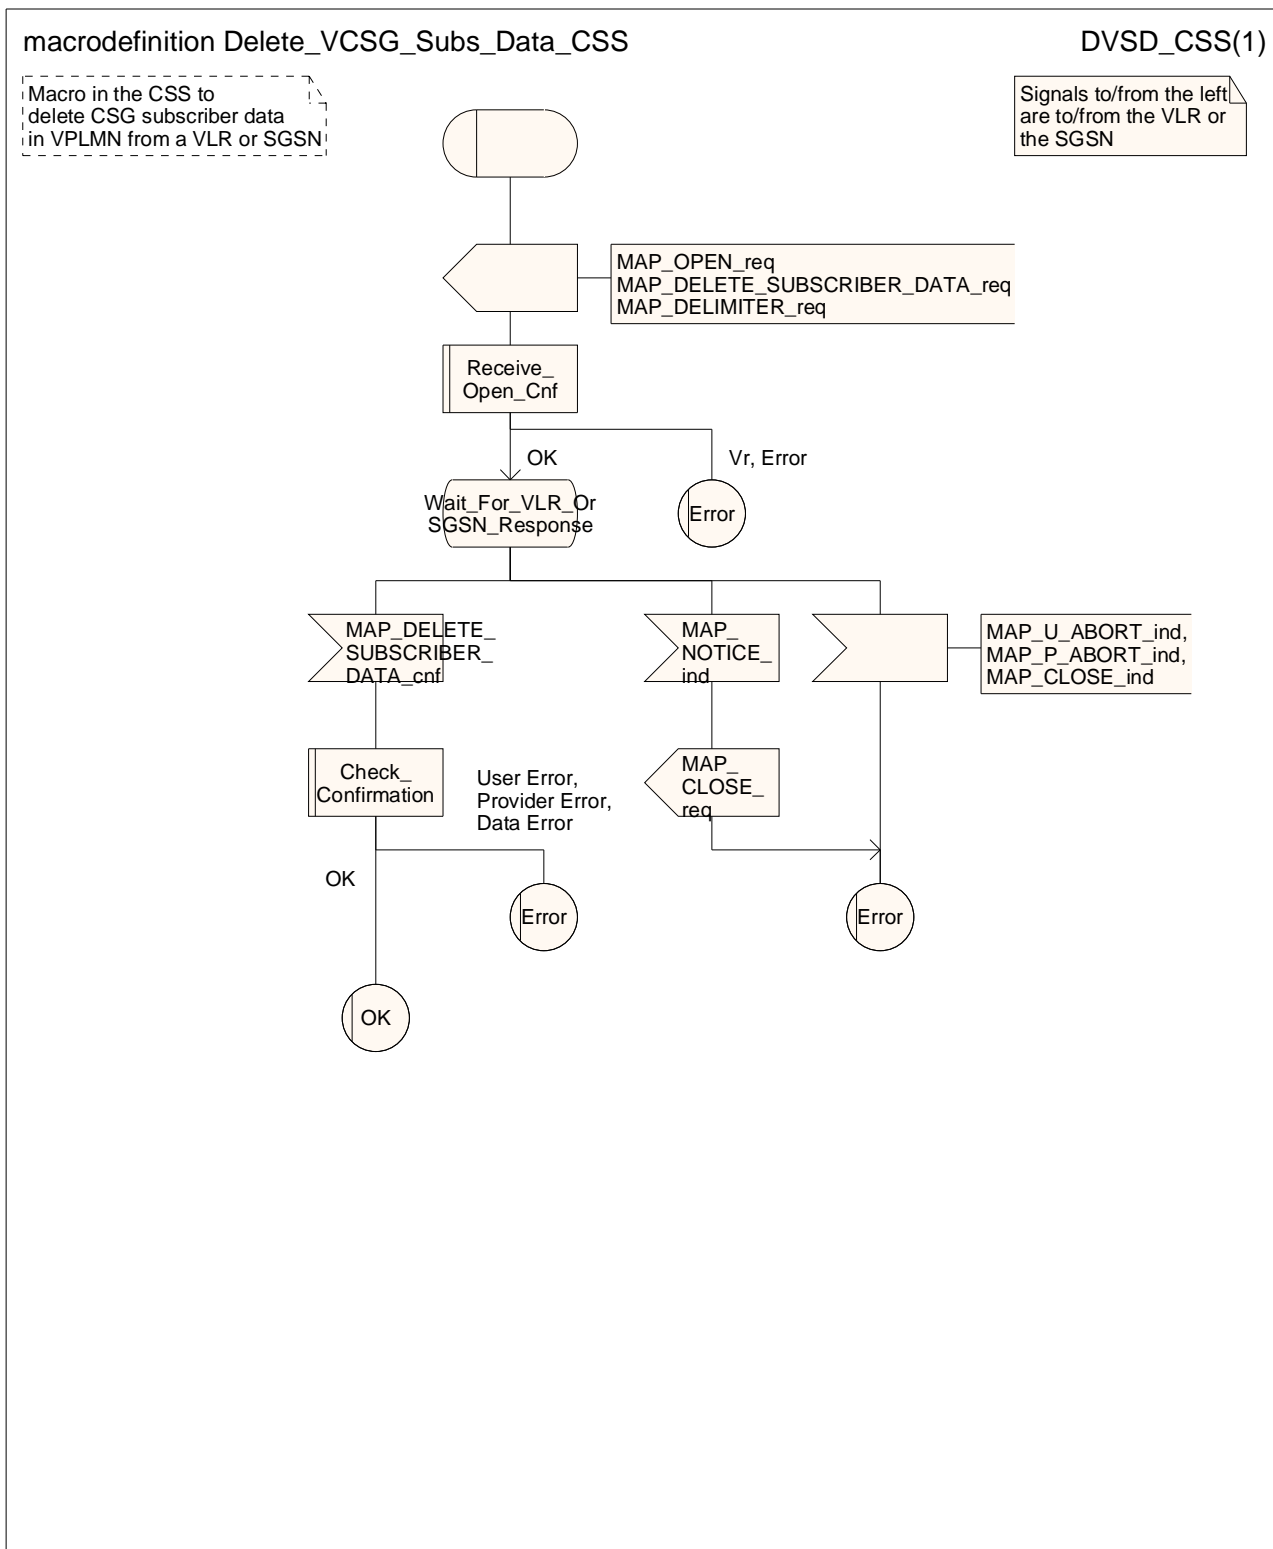 macrodefinition Delete_VCSG_Subs_Data_CSS
DVSD_CSS(1)
Macro in the CSS to
delete CSG subscriber data
in VPLMN from a VLR or SGSN
Signals to/from the left
are to/from the VLR or
the SGSN
MAP_OPEN_req
MAP_DELETE_SUBSCRIBER_DATA_req
MAP_DELIMITER_req
Receive_
Open_Cnf
OK
Vr, Error
Wait_For_VLR_Or
SGSN_Response
Error
MAP_DELETE_
SUBSCRIBER_
DATA_cnf
MAP_
NOTICE_
ind
MAP_U_ABORT_ind,
MAP_P_ABORT_ind,
MAP_CLOSE_ind
Check_
Confirmation
User Error,
Provider Error,
Data Error
MAP_
CLOSE_
req
OK
Error
Error
OK